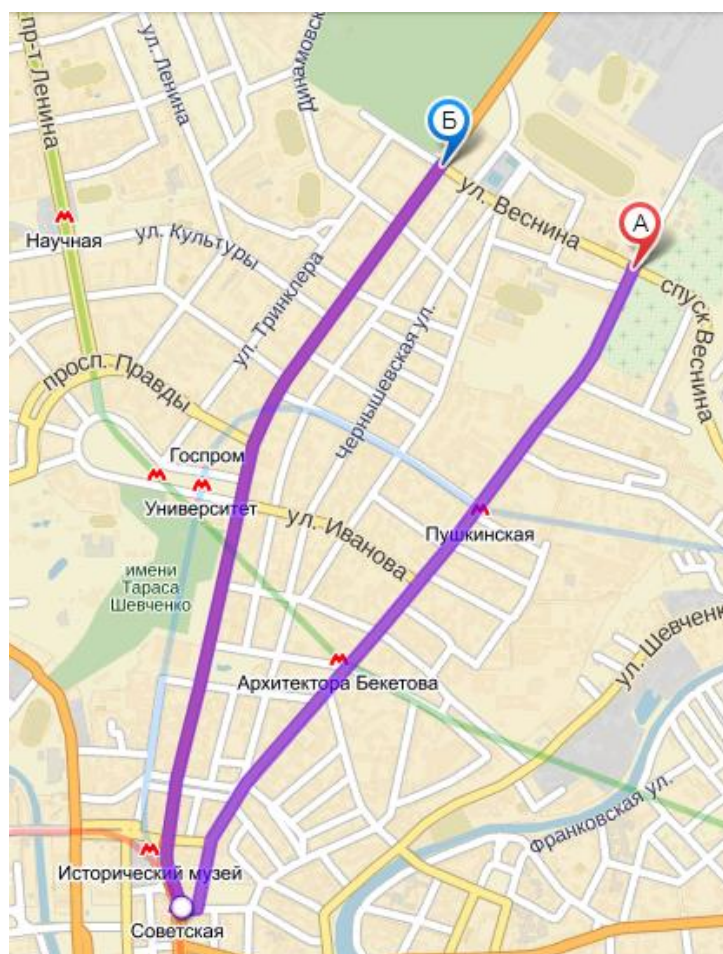 пр-т Ленина
ул. Ленина
Динамовск
Б
ул. Веснина
А
Научная
ул. Культуры
ул. Тринклера
спуск Веснина
просп. Правды
Чернышевская ул.
Госпром
Университет
ул. Иванова
Пушкинская
имени
Тараса
Шевченко
Архитектора Бекетова
ул. Шевченко
Франковская ул.
Исторический музей
Советская